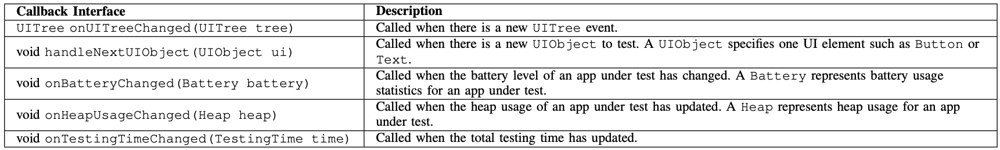 Callback Interface
Description
UITree onUITreeChanged(UITree tree)
Called when there is a new UITree event.
void handleNextUIObject(UIObject ui)
Called when there is a new UIObject to test. A UIObject specifies one UI element such as Button or
Text.
void onBatteryChanged(Battery battery)
Called when the battery level of an app under test has changed. A Battery represents battery usage
statistics for an app under test.
void onHeapUsageChanged(Heap heap)
Called when the heap usage of an app under test has updated. A Heap represents heap usage for an app
under test.
void onTestingTimeChanged(TestingTime time)
Called when the total testing time has updated.